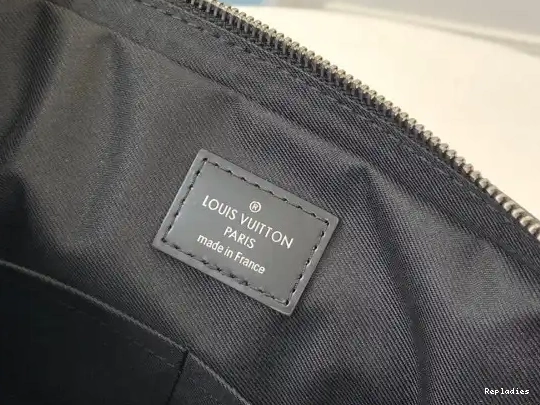 ®
LOUIS VUITTON
PARIS
made in France
Repladies